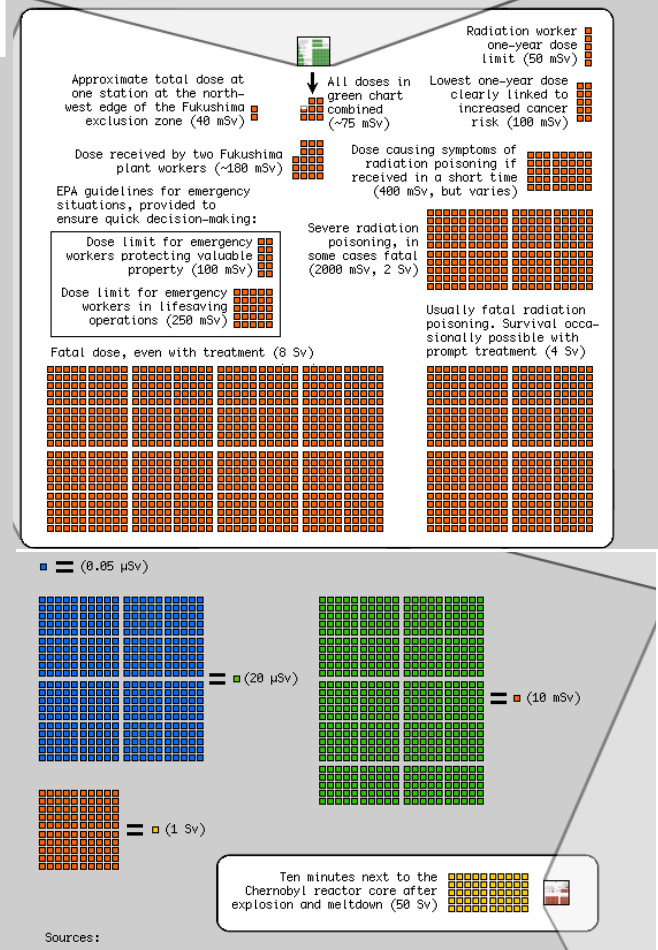 Radiation worker
one-year dose
limit (50 mSv)
Approximate total dose at
one station at the north-
west edge of the Fukushima
exclusion zone (40 mSv)
All doses in
green chart
combined
(~75 mSv)
Lowest one-year dose
clearly linked to
increased cancer
risk (100 mSv)
Dose received by two Fukushima
plant workers (~180 mSv)
Dose causing symptoms of
radiation poisoning if
received in a short time
(400 mSv, but varies)
EPA guidelines for emergency
situations, provided to
ensure quick decision-making:
Dose limit for emergency
workers protecting valuable
property (100 mSv)
Dose limit for emergency
workers in lifesaving
operations (250 mSv)
Severe radiation
poisoning, in
some cases fatal
(2000 mSv, 2 Sv)
Usually fatal radiation
poisoning. Survival occa-
sionally possible with
prompt treatment (4 Sv)
Fatal dose, even with treatment (8 Sv)
= (0.05 µSv)
= (20 µSv)
= (10 mSv)
= (1 Sv)
Ten minutes next to the
Chernobyl reactor core after
explosion and meltdown (50 Sv)
Sources: